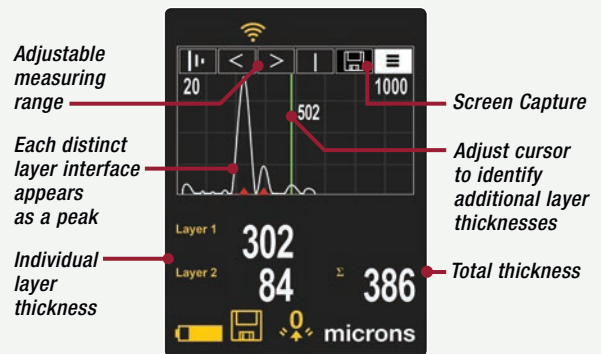 Adjustable
measuring
range
Each distinct
layer interface
appears
as a peak
Individual
layer
thickness
20
1000
502
Layer 1
302
Layer 2
84
Σ
386
0
microns
Screen Capture
Adjust cursor
to identify
additional layer
thicknesses
Total thickness